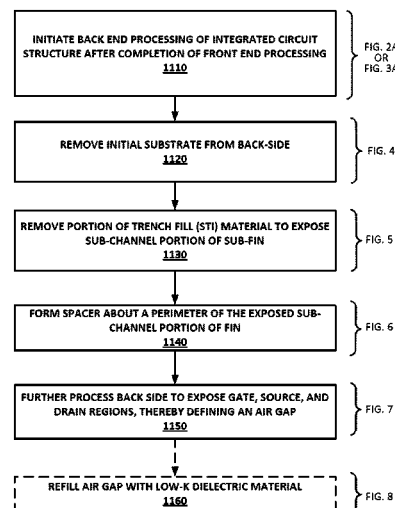 INITIATE BACK END PROCESSING OF INTEGRATED CIRCUIT
STRUCTURE AFTER COMPLETION OF FRONT END PROCESSING
1110
FIG. 2A
OR
FIG. 3A
REMOVE INITIAL SUBSTRATE FROM BACK-SIDE
1120
FIG. 4
REMOVE PORTION OF TRENCH FILL (STI) MATERIAL TO EXPOSE
SUB-CHANNEL PORTION OF SUB-FIN
1130
FIG. 5
FORM SPACER ABOUT A PERIMETER OF THE EXPOSED SUB-
CHANNEL PORTION OF FIN
1140
FIG. 6
FURTHER PROCESS BACK SIDE TO EXPOSE GATE, SOURCE, AND
DRAIN REGIONS, THEREBY DEFINING AN AIR GAP
1150
FIG. 7
REFILL AIR GAP WITH LOW-K DIELECTRIC MATERIAL
1160
FIG. 8